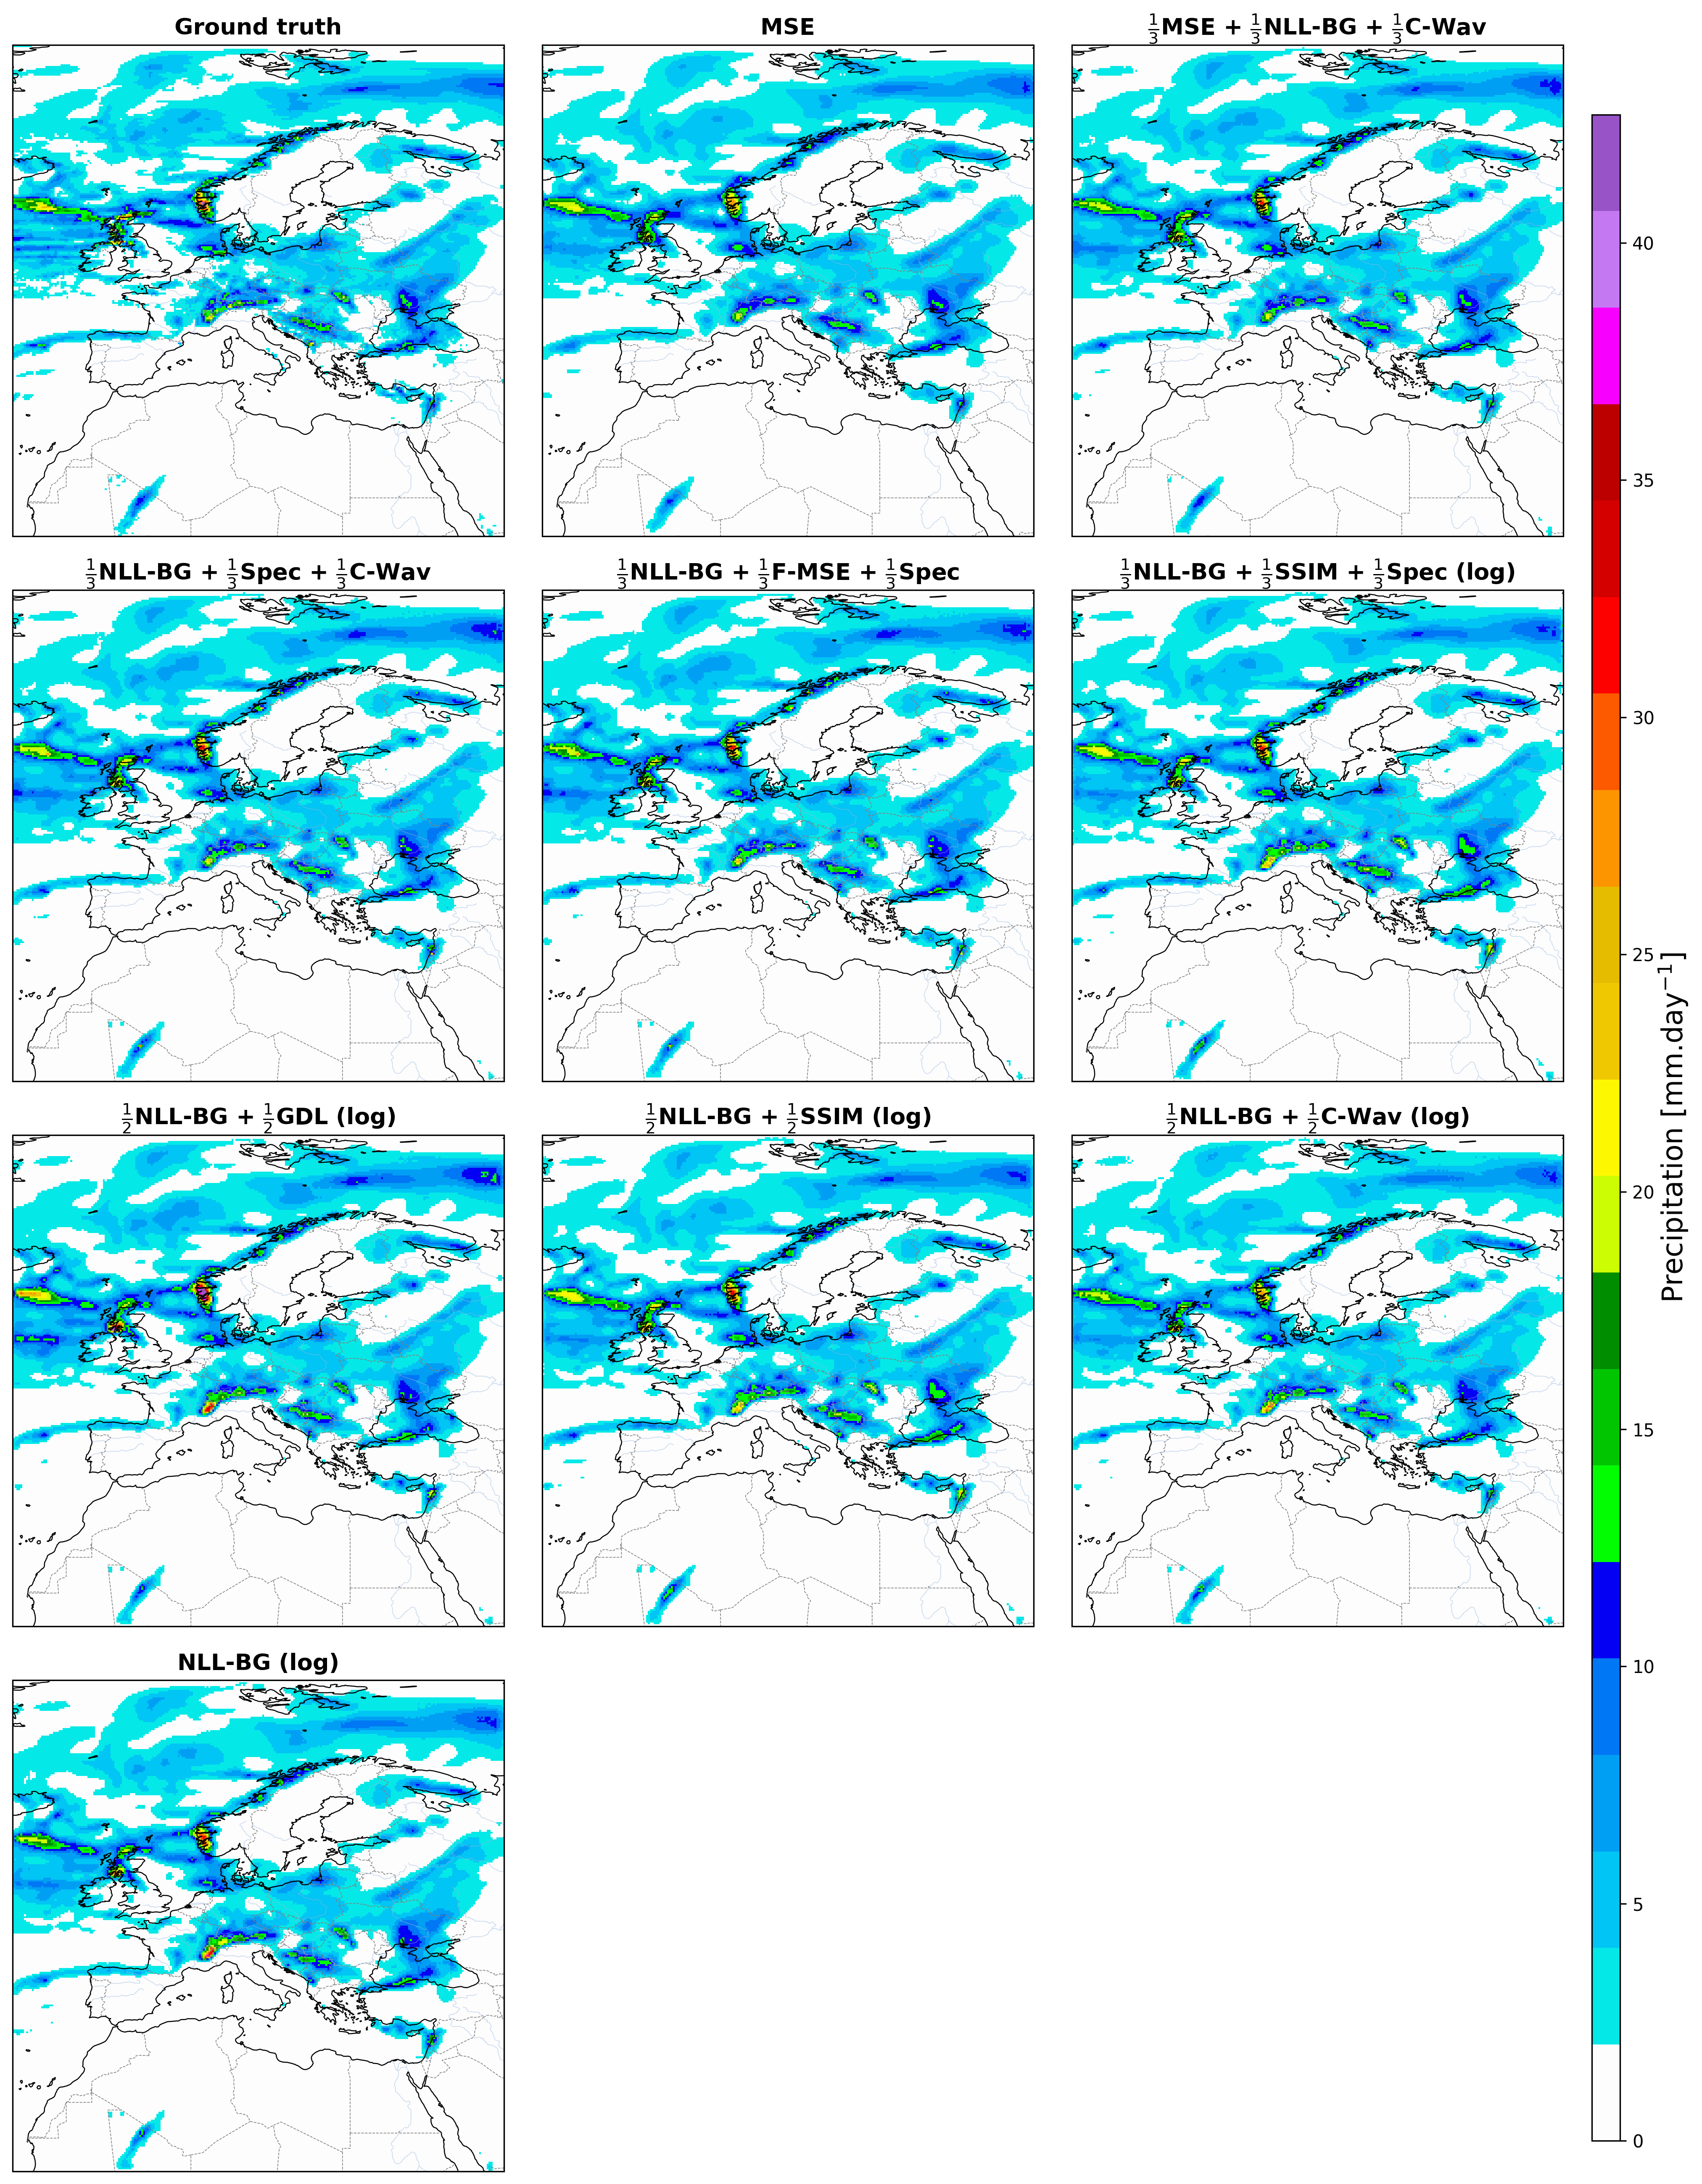 Ground truth
MSE
$\frac{1}{3}$MSE + $\frac{1}{3}$NLL-BG + $\frac{1}{3}$C-Wav
$\frac{1}{3}$NLL-BG + $\frac{1}{3}$Spec + $\frac{1}{3}$C-Wav
$\frac{1}{3}$NLL-BG + $\frac{1}{3}$F-MSE + $\frac{1}{3}$Spec
$\frac{1}{3}$NLL-BG + $\frac{1}{3}$SSIM + $\frac{1}{3}$Spec (log)
$\frac{1}{2}$NLL-BG + $\frac{1}{2}$GDL (log)
$\frac{1}{2}$NLL-BG + $\frac{1}{2}$SSIM (log)
$\frac{1}{2}$NLL-BG + $\frac{1}{2}$C-Wav (log)
NLL-BG (log)
40
35
30
25
20
15
10
5
0
Precipitation [mm.day$^{-1}$]